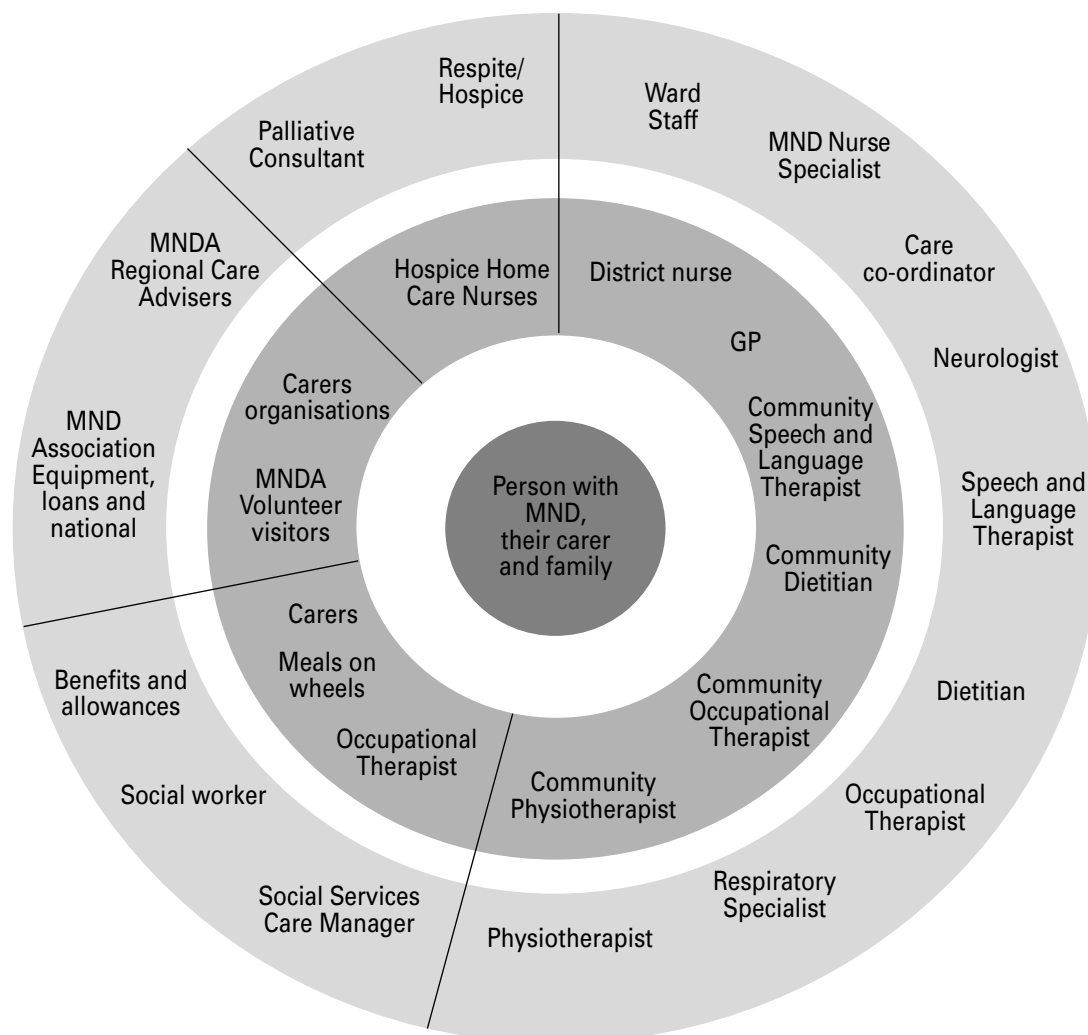 Respite/
Hospice
Ward
Staff
Palliative
Consultant
MND Nurse
Specialist
MNDA
Regional Care
Advisers
Care
co-ordinator
Hospice Home
Care Nurses
District nurse
GP
Neurologist
Carers
organisations
Community
Speech and
Language
Therapist
MND
Association
Equipment,
loans and
national
MNDA
Volunteer
visitors
Person with
MND,
their carer
and family
Speech and
Language
Therapist
Community
Dietitian
Carers
Meals on
wheels
Benefits and
allowances
Community
Occupational
Therapist
Dietitian
Occupational
Therapist
Community
Physiotherapist
Social worker
Occupational
Therapist
Social Services
Care Manager
Respiratory
Specialist
Physiotherapist